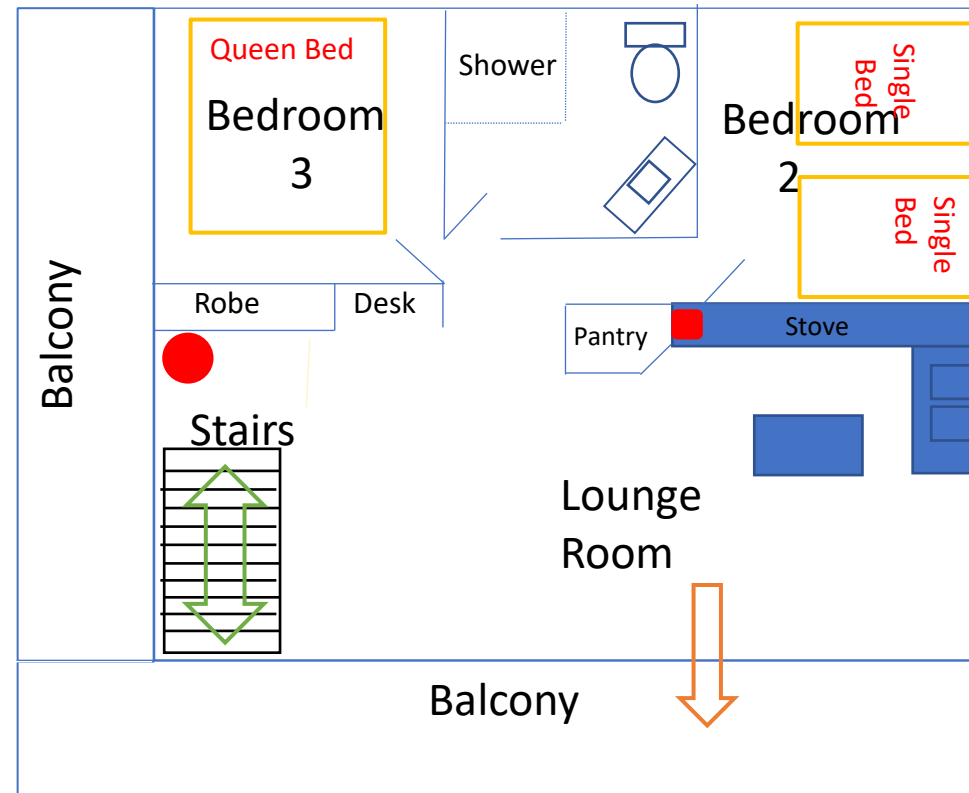 Queen Bed
Bedroom
3
Shower
Bedroom
2
Single
Bed
Single
Bed
Balcony
Robe
Desk
Pantry
Stove
Stairs
Lounge
Room
Balcony